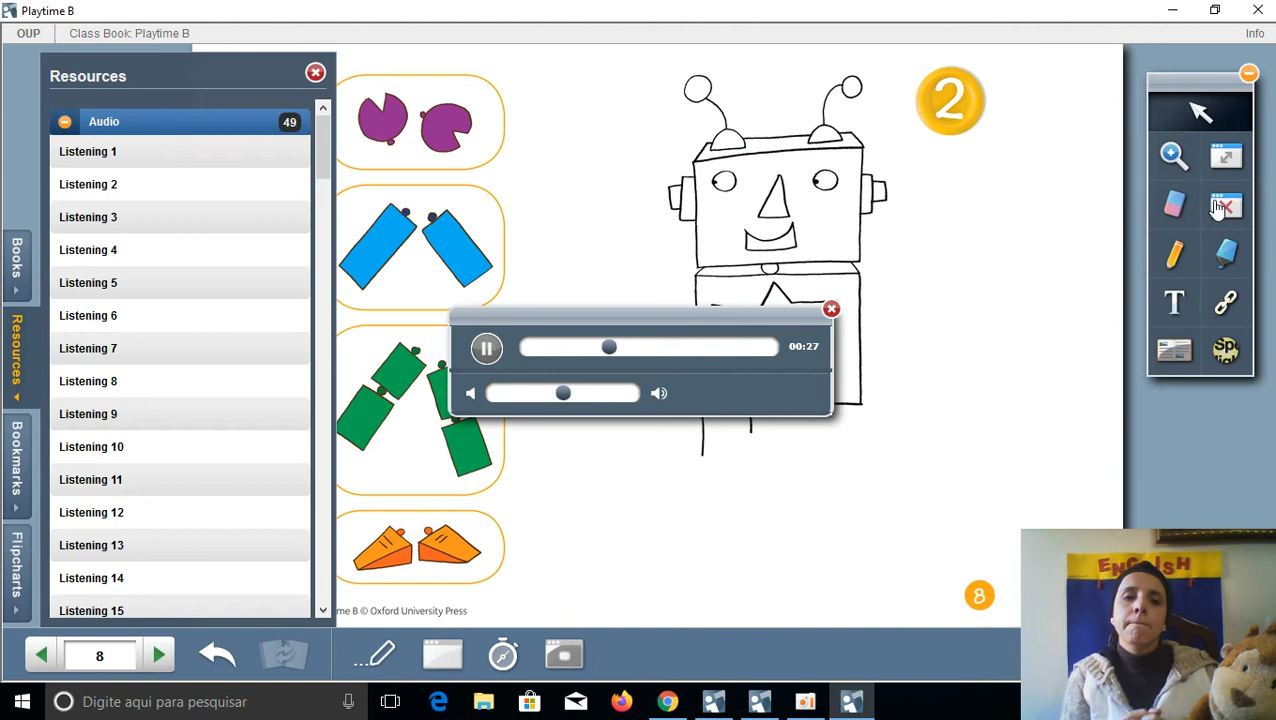 Playtime B
OUP
Class Book: Playtime B
Info
Resources
Audio
49
Listening 1
Listening 2
Listening 3
Listening 4
Listening 5
Listening 6
Listening 7
Listening 8
Listening 9
Listening 10
Listening 11
Listening 12
Listening 13
Listening 14
Listening 15
Books
Resources
Bookmarks
Flipcharts
2
00:27
T
8
me B © Oxford University Press
8
ENGLISH
Digite aqui para pesquisar